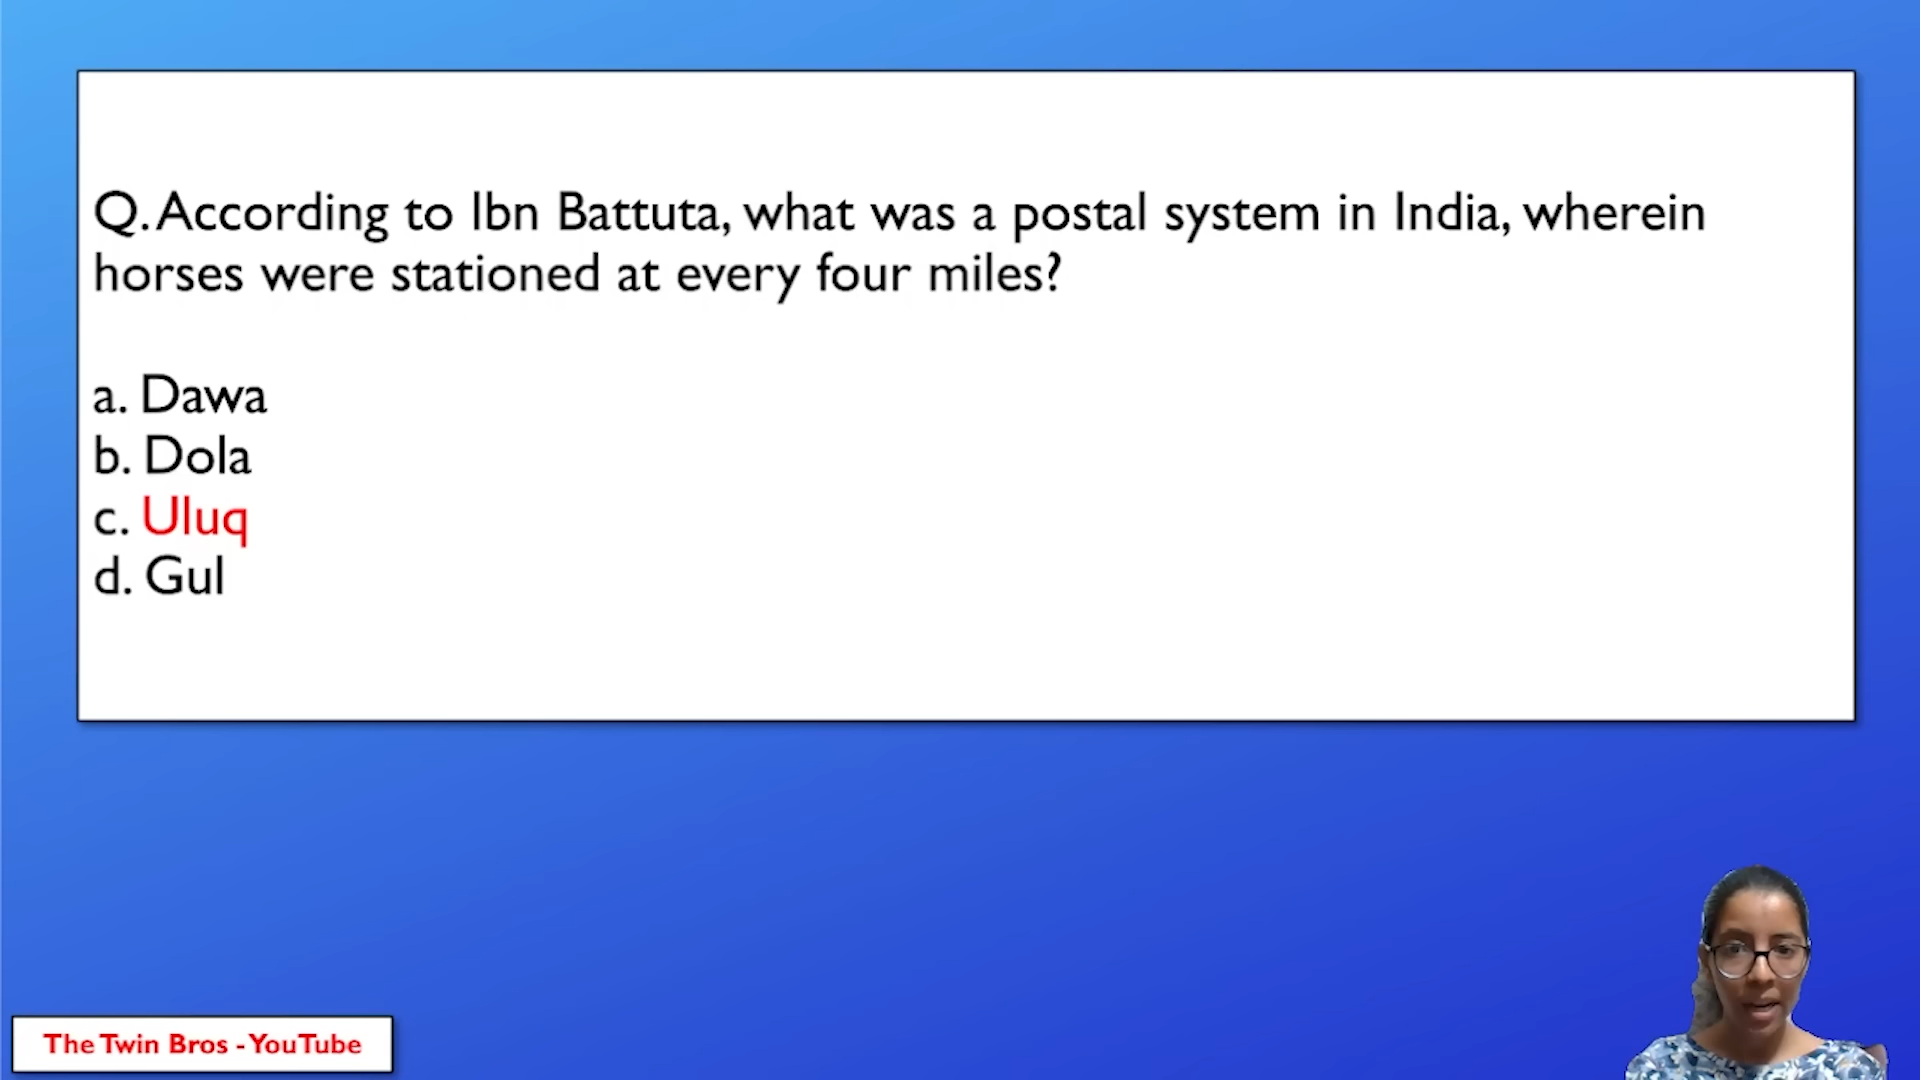 Q. According to Ibn Battuta, what was a postal system in India, wherein
horses were stationed at every four miles?
a. Dawa
b. Dola
c. Uluq
d. Gul
The Twin Bros - YouTube